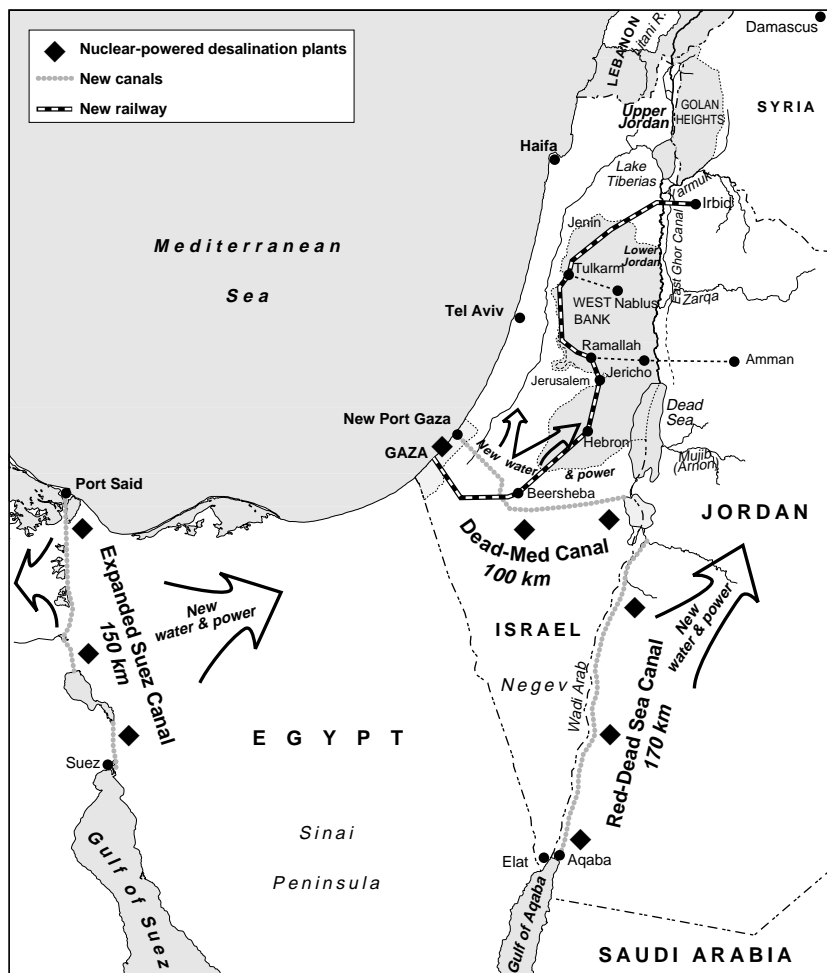 Nuclear-powered desalination plants
New canals
New railway
Damascus
LEBANON
Litani R.
Upper
Jordan
GOLAN
HEIGHTS
SYRIA
Haifa
Lake
Tiberias
Yarmuk
Irbid
Mediterranean
Sea
Jenin
Lower
Jordan
East Ghor Canal
Tulkarm
WEST
BANK
Nablus
Zarqa
Tel Aviv
Ramallah
Jericho
Amman
Jerusalem
Dead
Sea
New Port Gaza
GAZA
New water
& power
Hebron
Mujib
(Arnon)
Port Said
Beersheba
JORDAN
Dead-Med Canal
100 km
Expanded Suez Canal
150 km
New
water & power
ISRAEL
Negev
Wadi Arab
New
water & power
Red-Dead Sea Canal
170 km
EGYPT
Suez
Sinai
Peninsula
Elat
Aqaba
Gulf of Suez
Gulf of Aqaba
SAUDI ARABIA